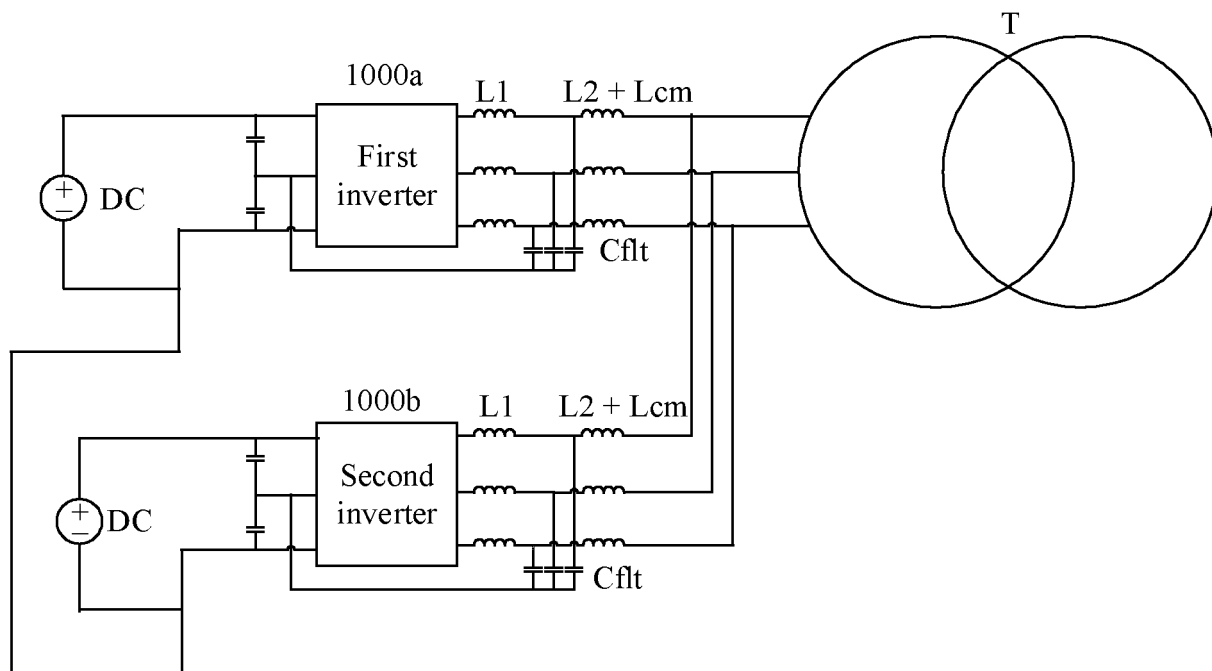 T
1000a
L1
L2 + Lcm
First
inverter
+
−
DC
Cflt
1000b
L1
L2 + Lcm
Second
inverter
+
−
DC
Cflt